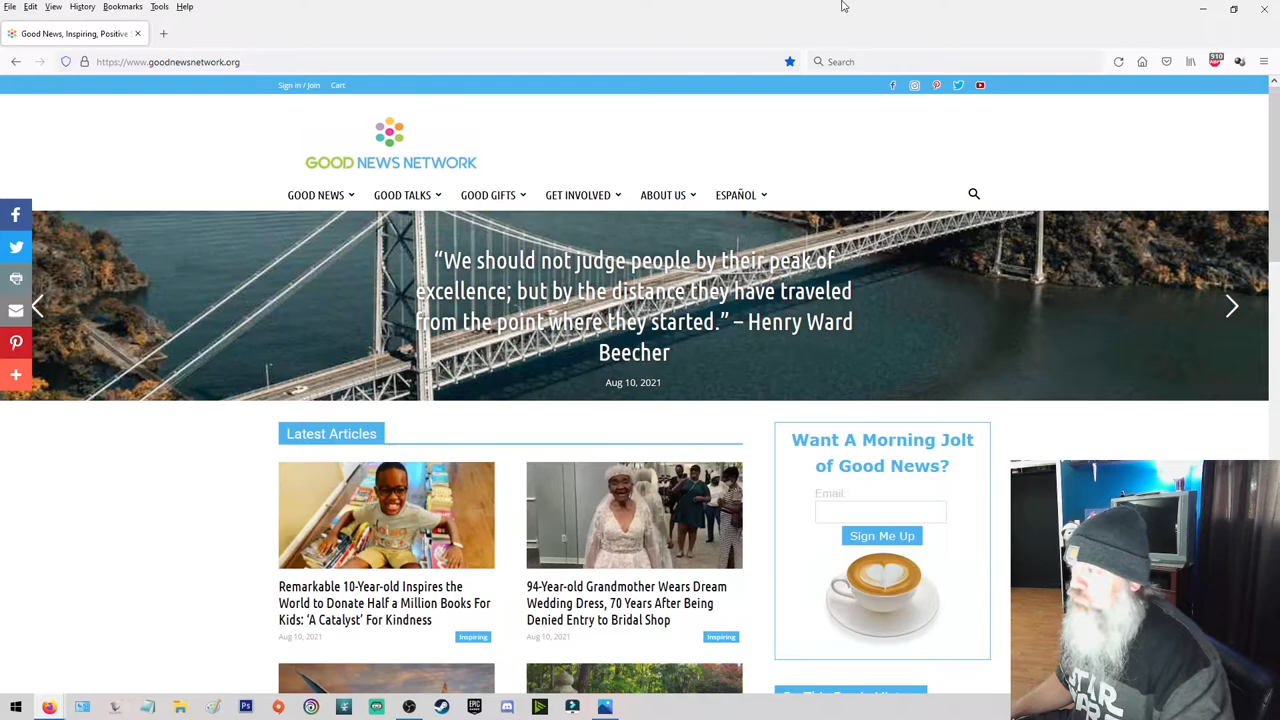 File Edit View History Bookmarks Tools Help
Good News, Inspiring, Positive
https://www.goodnewsnetwork.org
Search
910
ABP
Sign in / Join Cart
GOOD NEWS NETWORK
GOOD NEWS GOOD TALKS GOOD GIFTS GET INVOLVED ABOUT US ESPAÑOL
“We should not judge people by their peak of
excellence; but by the distance they have traveled
from the point where they started.” – Henry Ward
Beecher
Aug 10, 2021
Latest Articles
Remarkable 10-Year-old Inspires the
World to Donate Half a Million Books For
Kids: ‘A Catalyst’ For Kindness
Aug 10, 2021 Inspiring
94-Year-old Grandmother Wears Dream
Wedding Dress, 70 Years After Being
Denied Entry to Bridal Shop
Aug 10, 2021 Inspiring
Want A Morning Jolt
of Good News?
Email:
Sign Me Up
STAR